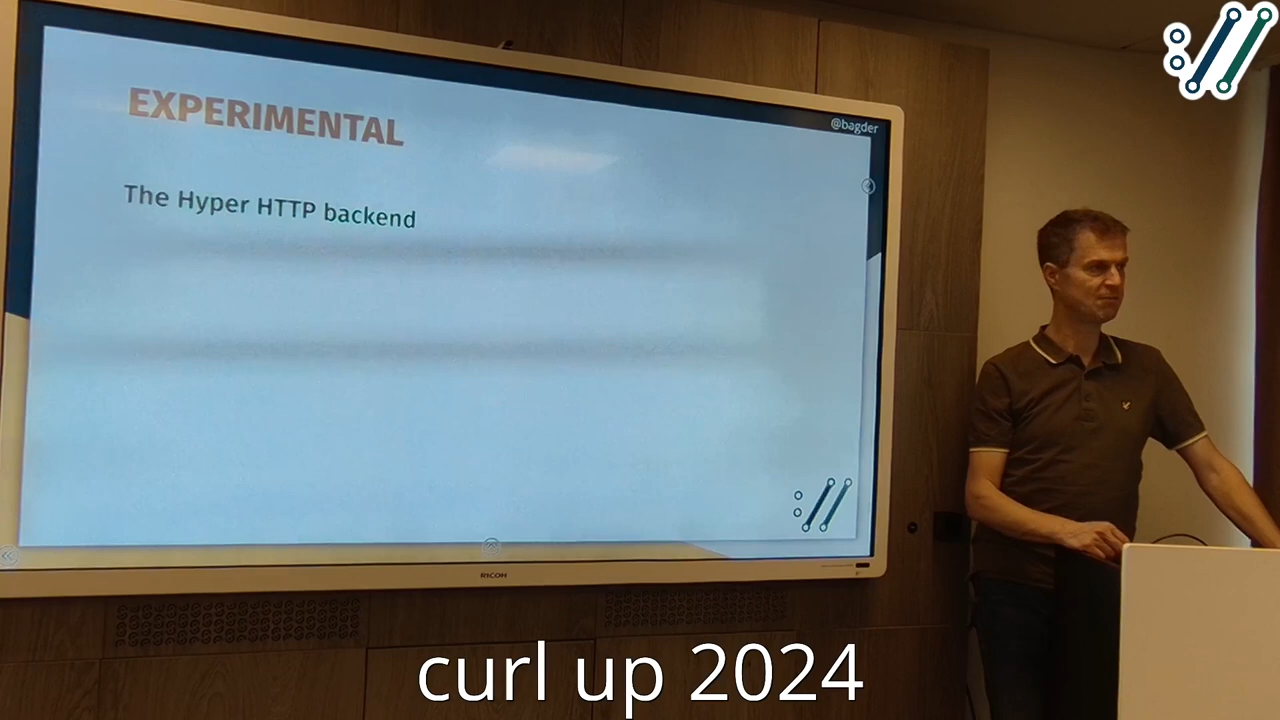 EXPERIMENTAL
@bagder
The Hyper HTTP backend
RICOH
curl up 2024